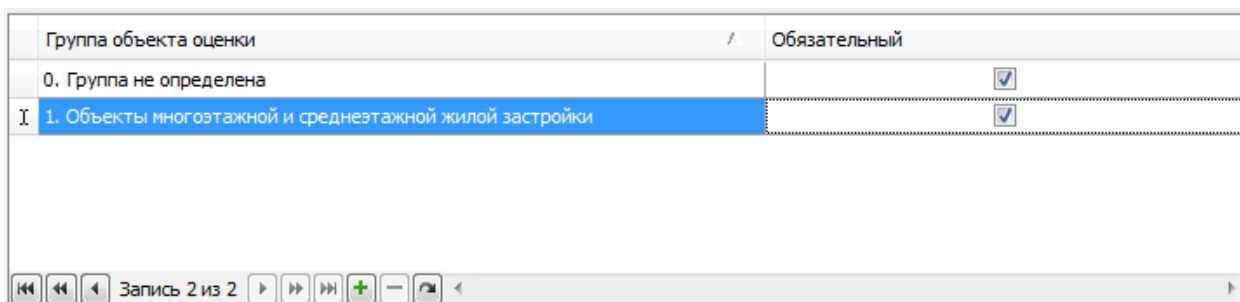 Группа объекта оценки Обязательный
0. Группа не определена
1. Объекты многоэтажной и среднеэтажной жилой застройки
Запись 2 из 2